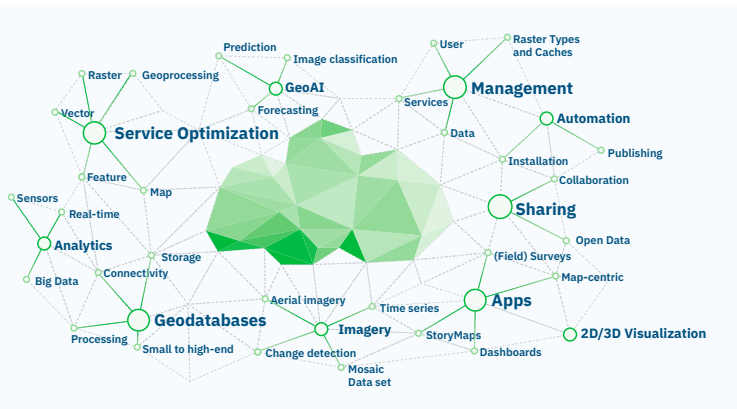 Prediction
Image classification
GeoAI
Forecasting
User
Raster Types
and Caches
Management
Services
Data
Automation
Installation
Publishing
Collaboration
Raster
Geoprocessing
Vector
Service Optimization
Feature
Map
Sensors
Real-time
Analytics
Big Data
Storage
Connectivity
Geodatabases
Processing
Small to high-end
Sharing
Open Data
(Field) Surveys
Map-centric
Apps
2D/3D Visualization
StoryMaps
Dashboards
Aerial imagery
Time series
Imagery
Change detection
Mosaic
Data set